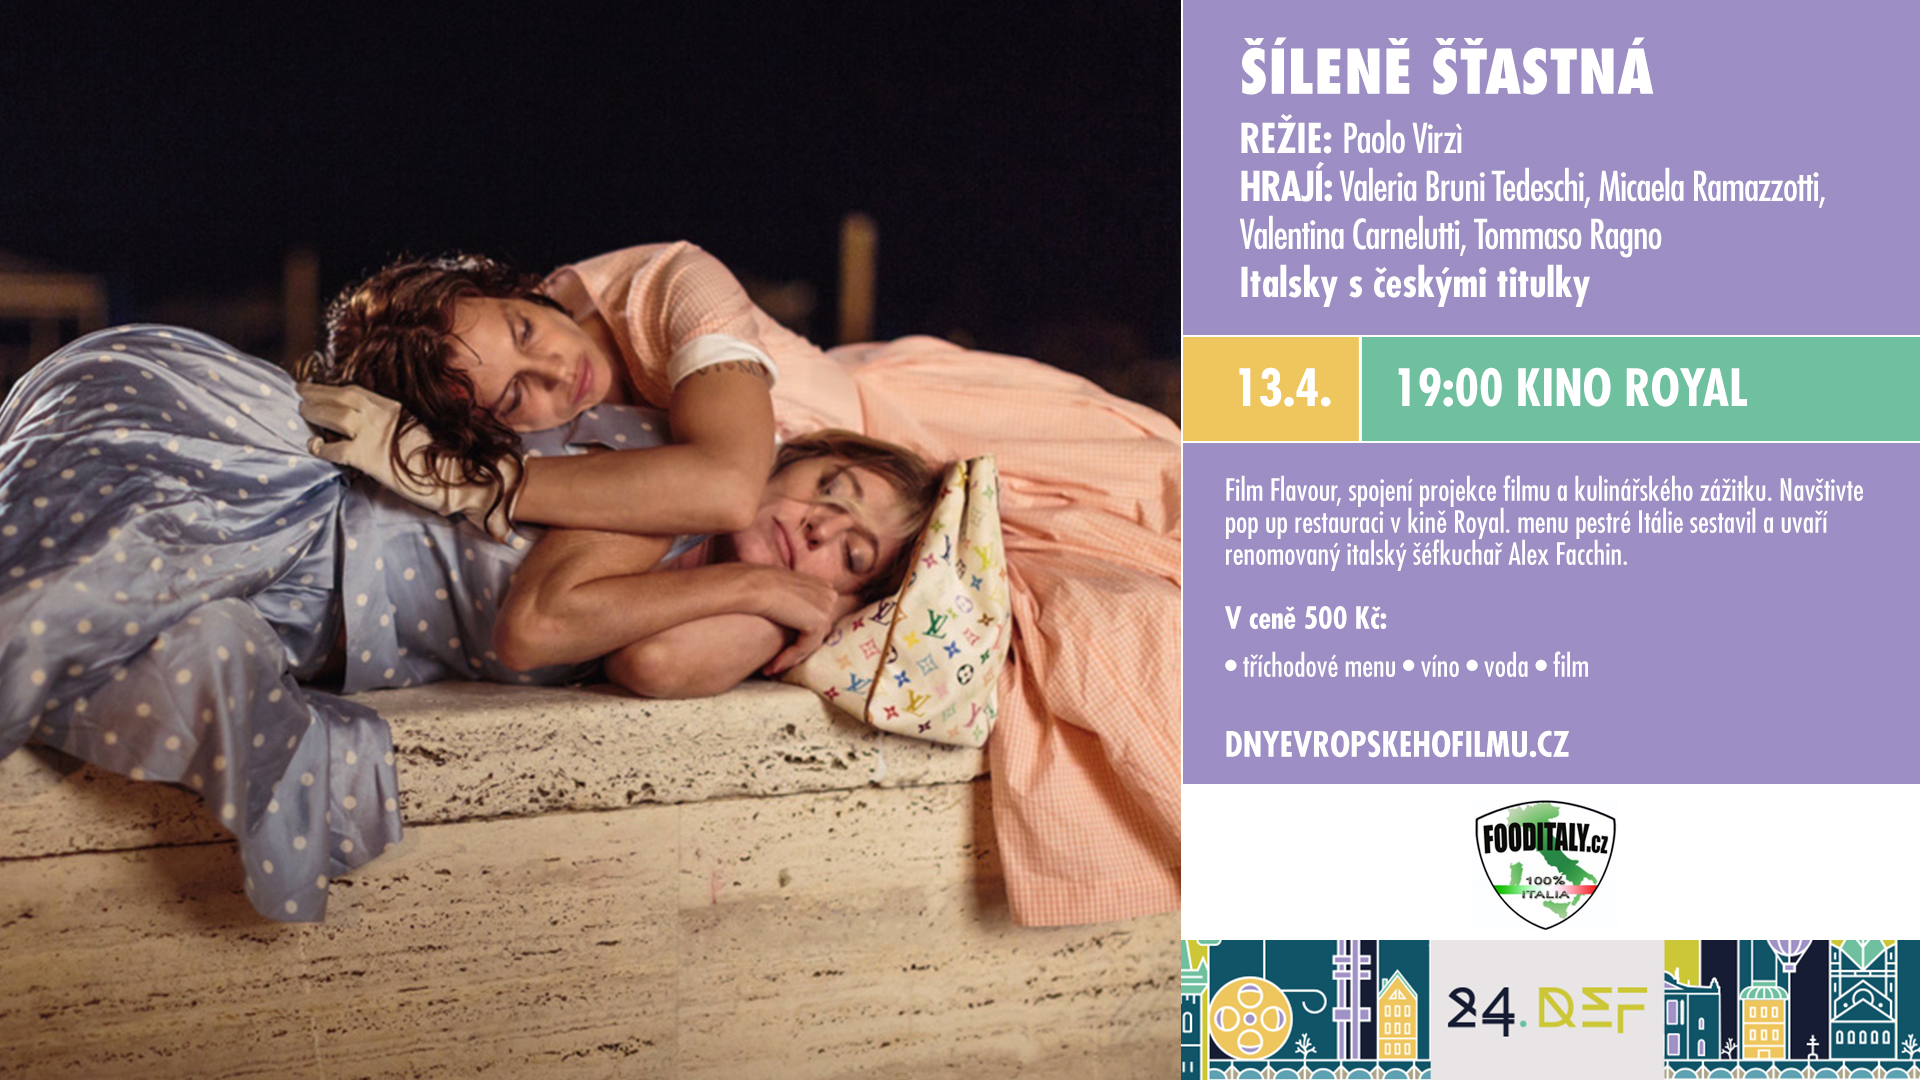 ŠÍLENĚ ŠŤASTNÁ
REŽIE: Paolo Virzì
HRAJÍ: Valeria Bruni Tedeschi, Micaela Ramazzotti,
Valentina Carnelutti, Tommaso Ragno
Italsky s českými titulky
13.4.
19:00 KINO ROYAL
Film Flavour, spojení projekce filmu a kulinářského zážitku. Navštivte
pop up restauraci v kině Royal. menu pestré Itálie sestavil a uvaří
renomovaný italský šéfkuchař Alex Facchin.
V ceně 500 Kč:
• tříchodové menu • víno • voda • film
DNYEVROPSKEHOFILMU.CZ
FOODITALY.CZ
100%
ITALIA
24. DEF